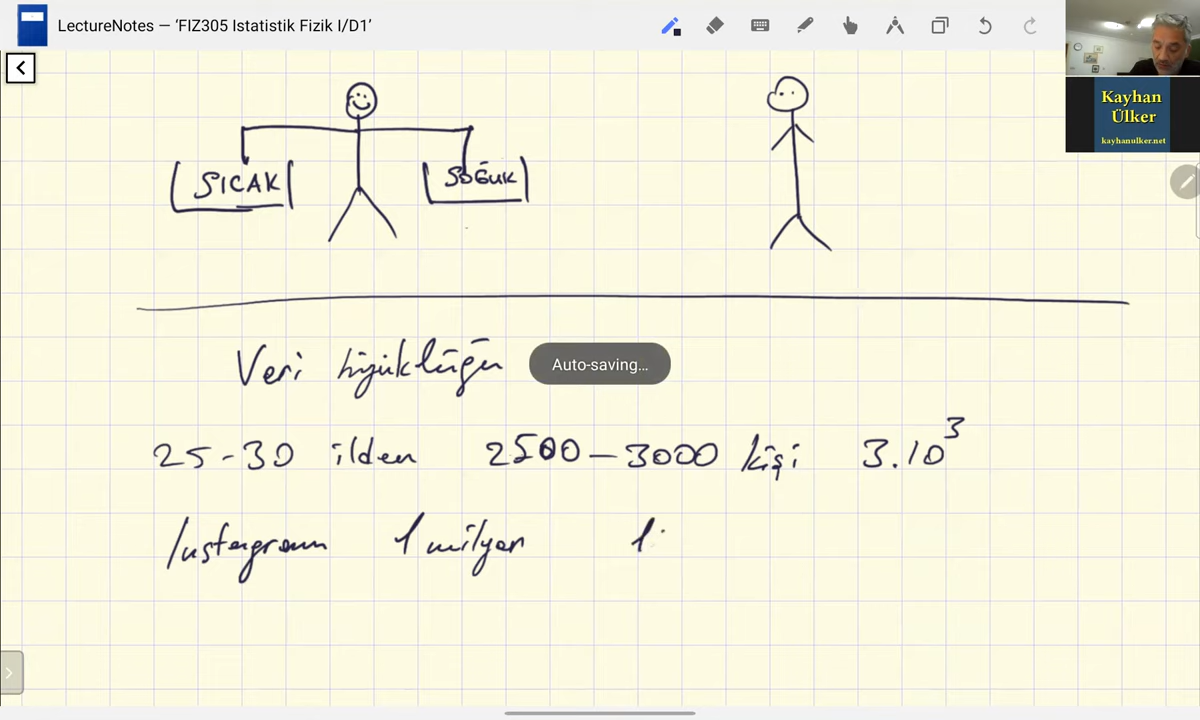 LectureNotes — ‘FIZ305 Istatistik Fizik I/D1’
Kayhan
Ülker
kayhanulker.net
SICAK
SOĞUK
Veri büyüklüğü
Auto-saving...
25-30 ilden 2500-3000 kişi 3.10³
Instagram 1 milyon 1.